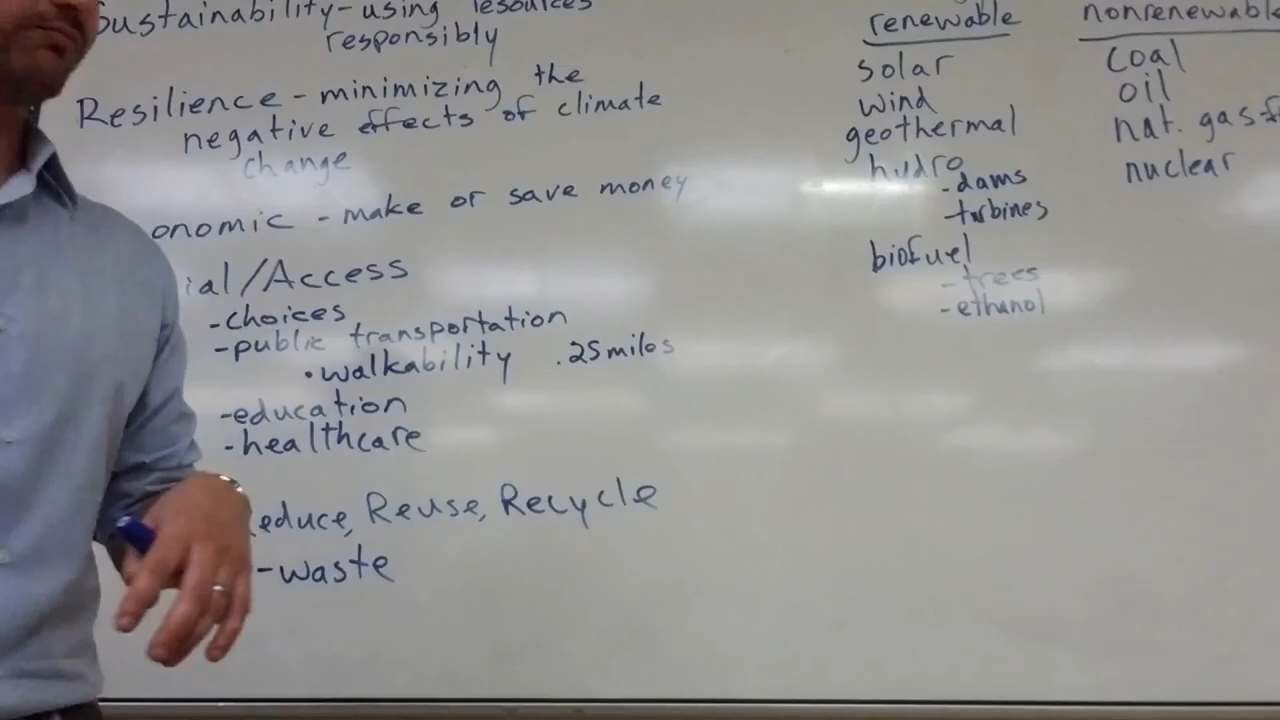 Sustainability - using resources
responsibly
Resilience - minimizing the
negative effects of climate
change
onomic - make or save money
ial/Access
-choices
-public transportation
•walkability .25 miles
-education
-healthcare
educe, Reuse, Recycle
-waste
renewable
solar
wind
geothermal
hydro
-dams
-turbines
biofuel
-trees
-ethanol
nonrenewable
coal
oil
nat. gas-f
nuclear